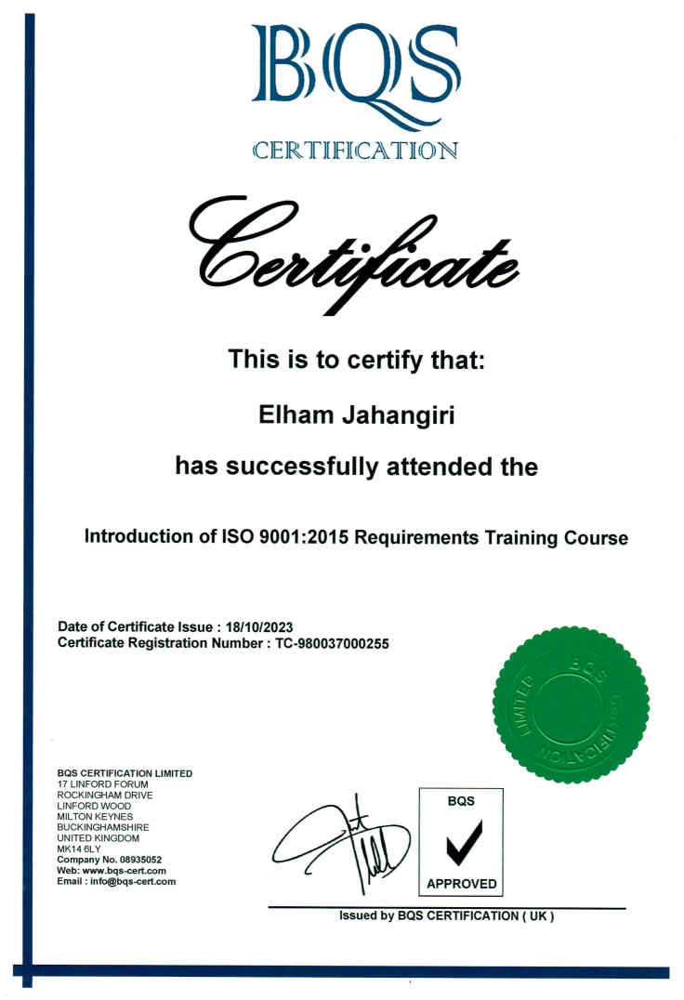 BQS
CERTIFICATION
Certificate
This is to certify that:
Elham Jahangiri
has successfully attended the
Introduction of ISO 9001:2015 Requirements Training Course
Date of Certificate Issue : 18/10/2023
Certificate Registration Number : TC-980037000255
BQS CERTIFICATION LIMITED
BQS CERTIFICATION LIMITED
17 LINFORD FORUM
ROCKINGHAM DRIVE
LINFORD WOOD
MILTON KEYNES
BUCKINGHAMSHIRE
UNITED KINGDOM
MK14 6LY
Company No. 08935052
Web: www.bqs-cert.com
Email : info@bqs-cert.com
BQS
APPROVED
Issued by BQS CERTIFICATION ( UK )